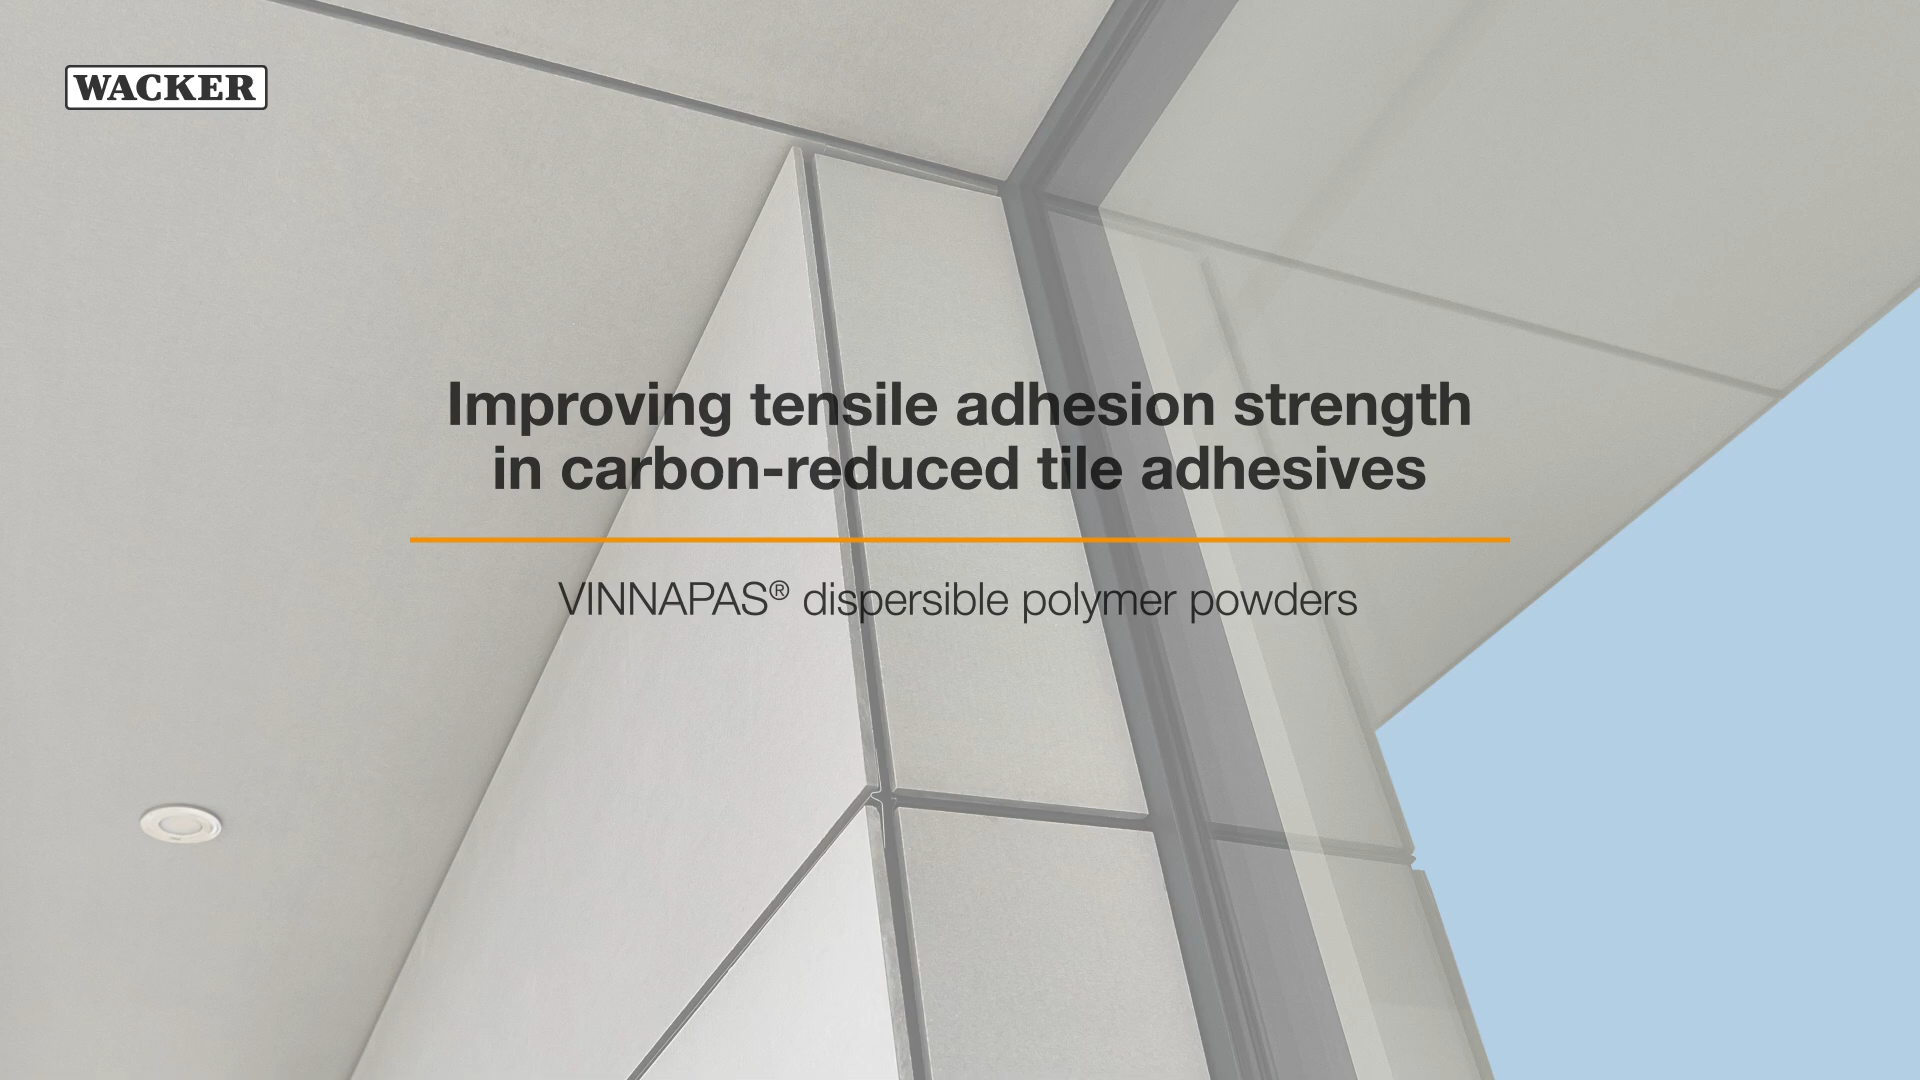 WACKER
Improving tensile adhesion strength
in carbon-reduced tile adhesives
VINNAPAS® dispersible polymer powders